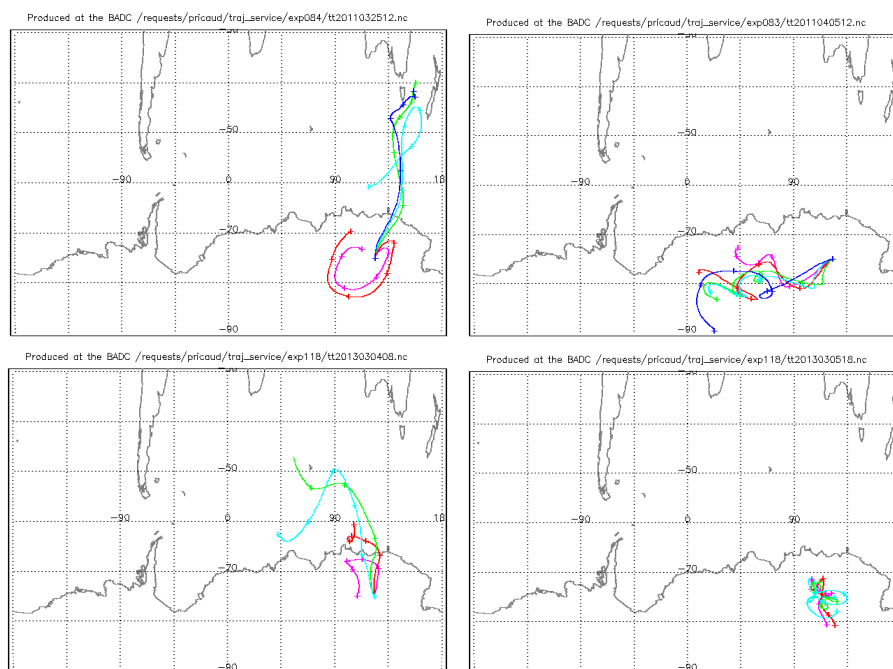 Produced at the BADC /requests/pricaud/traj_service/exp084/tt2011032512.nc
-50
-90 0 90 18
-70
-90
Produced at the BADC /requests/pricaud/traj_service/exp083/tt2011040512.nc
-50
-90 0 90
-70
-90
Produced at the BADC /requests/pricaud/traj_service/exp118/tt2013030408.nc
-50
-90 0 90 18
-70
-90
Produced at the BADC /requests/pricaud/traj_service/exp118/tt2013030518.nc
-50
-90 0 90
-70
-90